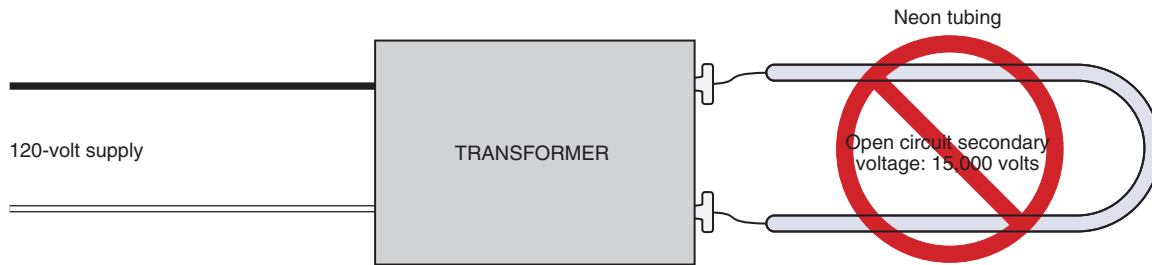 Neon tubing
120-volt supply
TRANSFORMER
Open circuit secondary
voltage: 15,000 volts